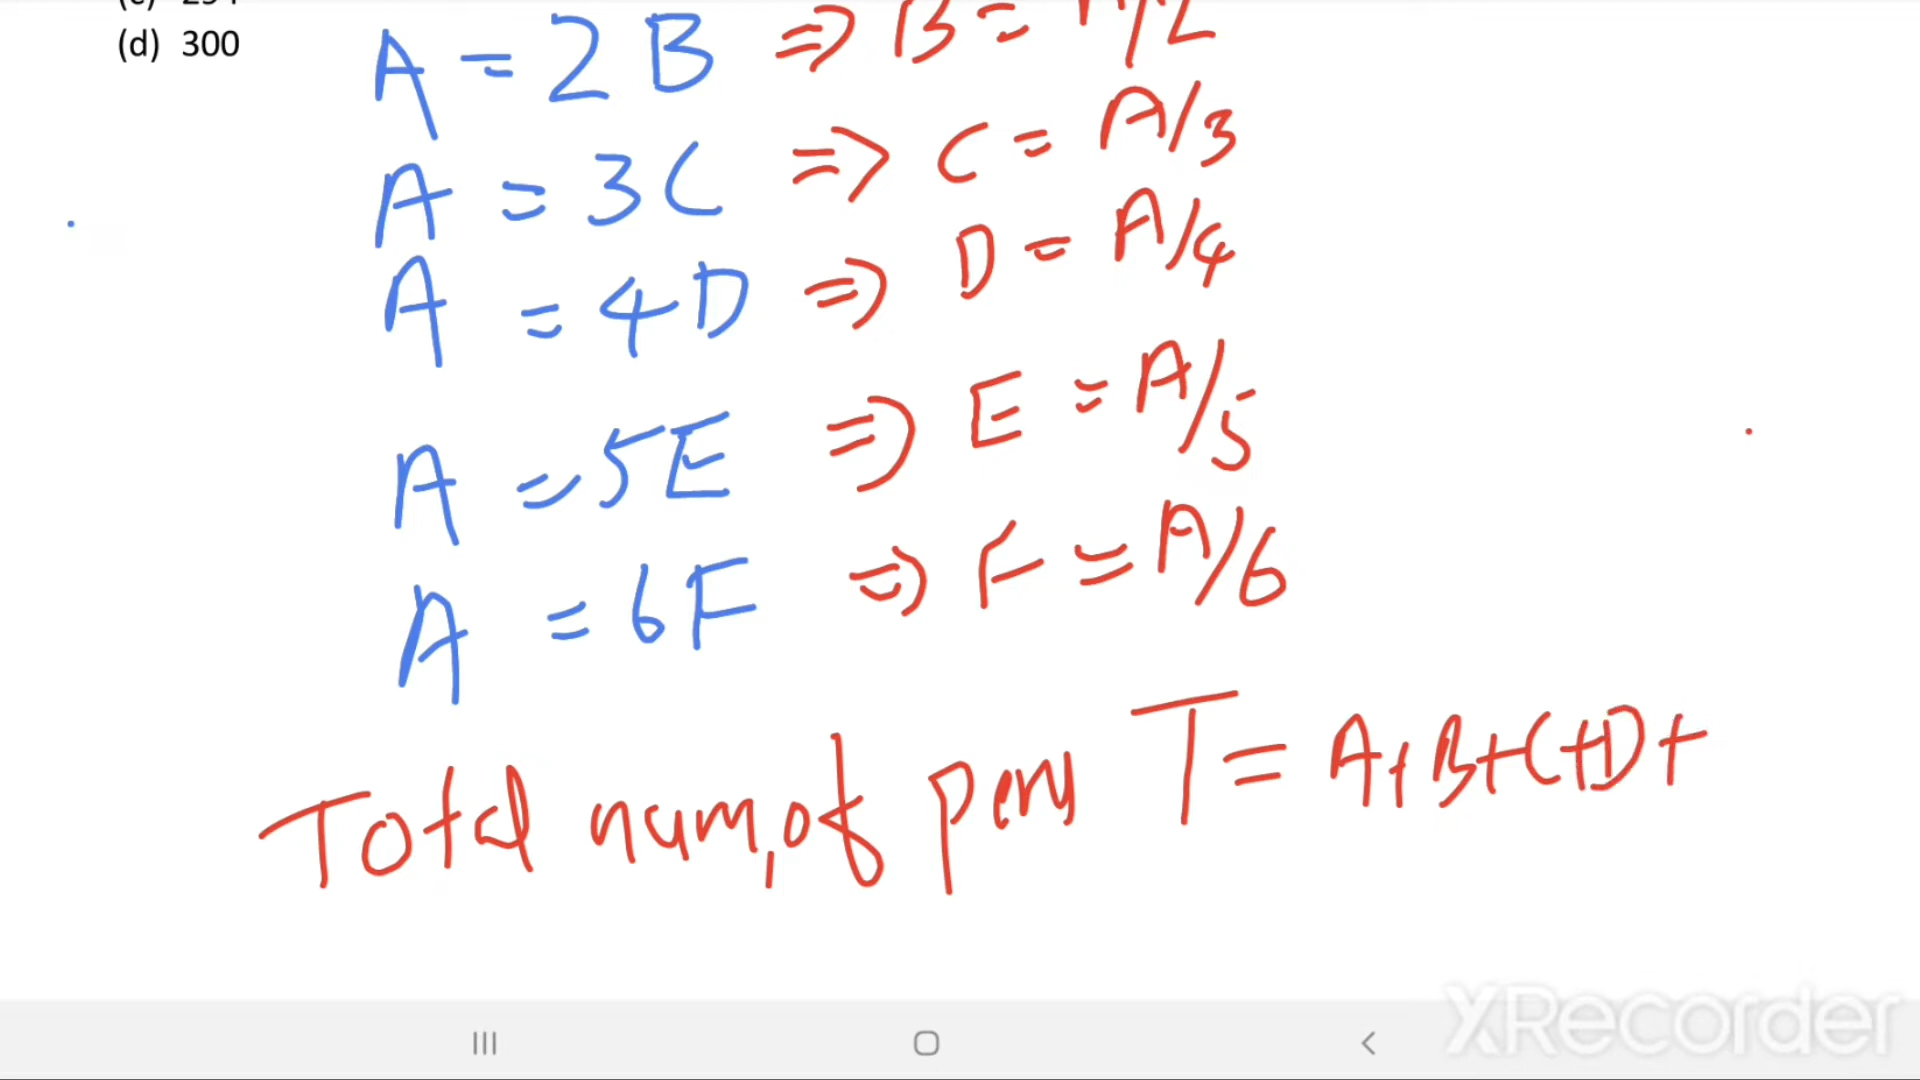 (d) 300
A = 2B ⇒ B = A/2
A = 3C ⇒ C = A/3
A = 4D ⇒ D = A/4
A = 5E ⇒ E = A/5
A = 6F ⇒ F = A/6
Total num, of pens T = A+B+C+D+
XRecorder